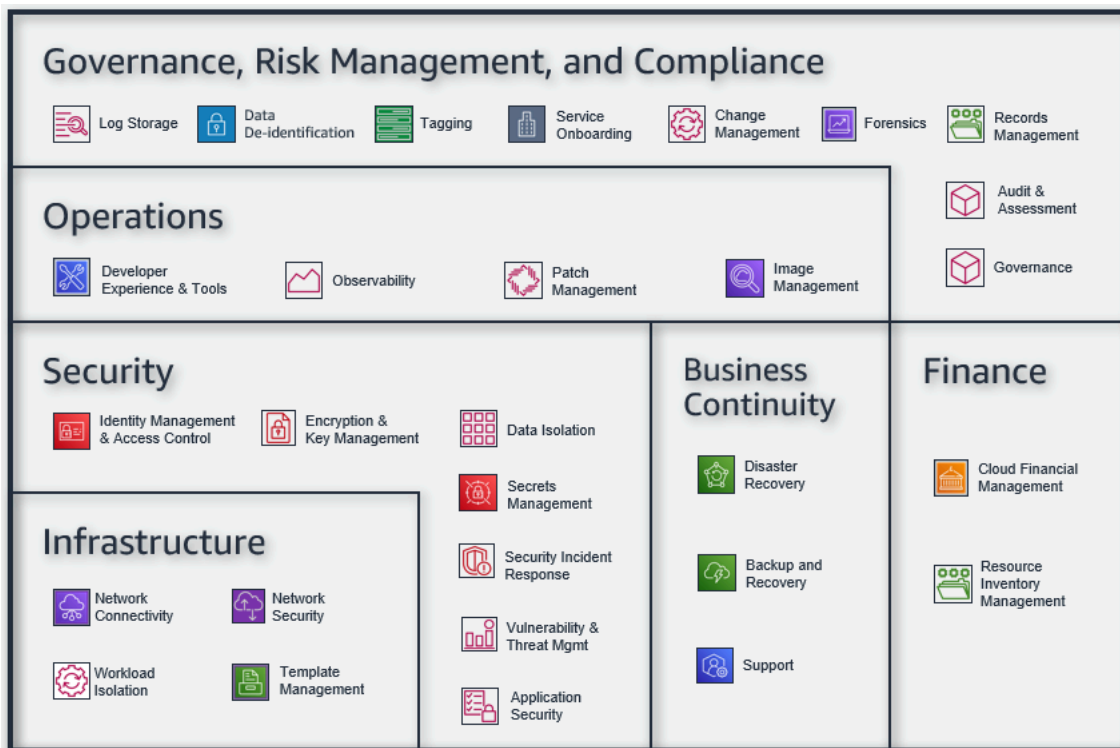 Governance, Risk Management, and Compliance
Log Storage
Data
De-identification
Tagging
Service
Onboarding
Change
Management
Forensics
Records
Management
Audit &
Assessment
Governance
Operations
Developer
Experience & Tools
Observability
Patch
Management
Image
Management
Security
Identity Management
& Access Control
Encryption &
Key Management
Data Isolation
Secrets
Management
Security Incident
Response
Vulnerability &
Threat Mgmt
Application
Security
Infrastructure
Network
Connectivity
Network
Security
Workload
Isolation
Template
Management
Business
Continuity
Disaster
Recovery
Backup and
Recovery
Support
Finance
Cloud Financial
Management
Resource
Inventory
Management